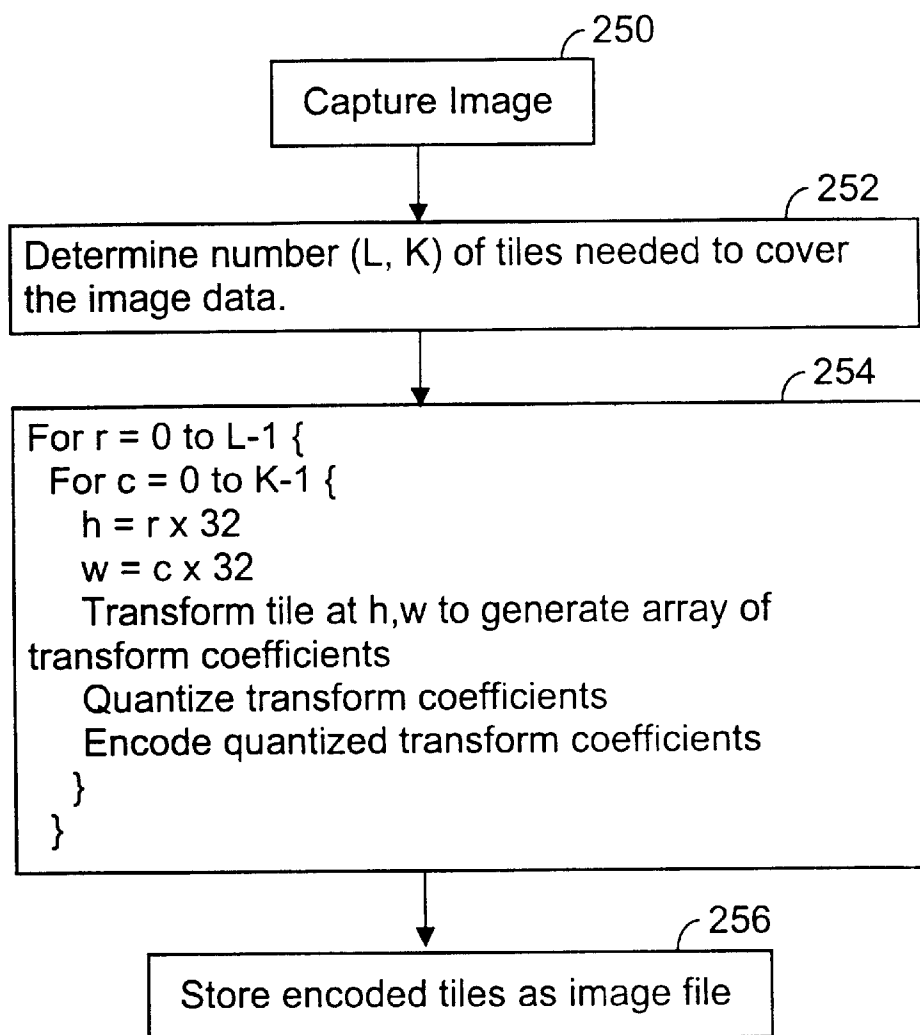 250
Capture Image
252
Determine number (L, K) of tiles needed to cover
the image data.
254
For r = 0 to L-1 {
For c = 0 to K-1 {
h = r x 32
w = c x 32
Transform tile at h,w to generate array of
transform coefficients
Quantize transform coefficients
Encode quantized transform coefficients
}
}
256
Store encoded tiles as image file